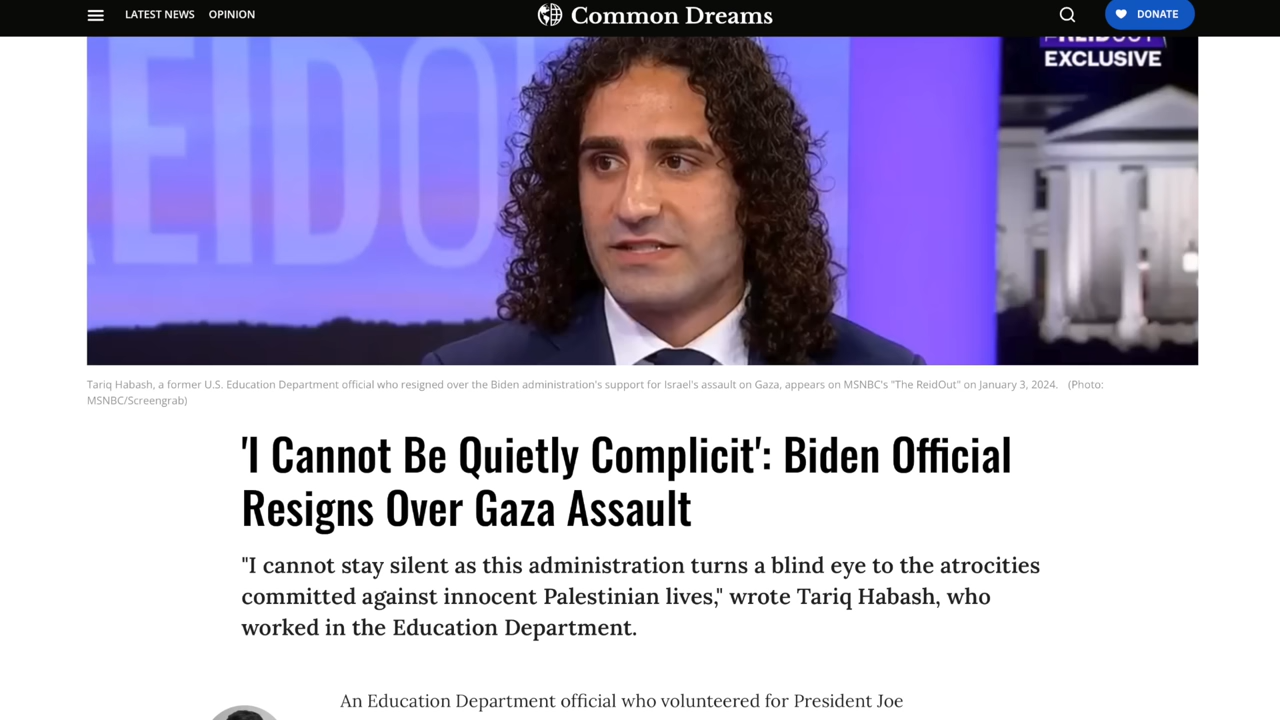 LATEST NEWS OPINION Common Dreams DONATE
REIDOUT
EXCLUSIVE
EIDO
Tariq Habash, a former U.S. Education Department official who resigned over the Biden administration's support for Israel's assault on Gaza, appears on MSNBC's "The ReidOut" on January 3, 2024. (Photo:
MSNBC/Screengrab)
'I Cannot Be Quietly Complicit': Biden Official
Resigns Over Gaza Assault
"I cannot stay silent as this administration turns a blind eye to the atrocities
committed against innocent Palestinian lives," wrote Tariq Habash, who
worked in the Education Department.
An Education Department official who volunteered for President Joe